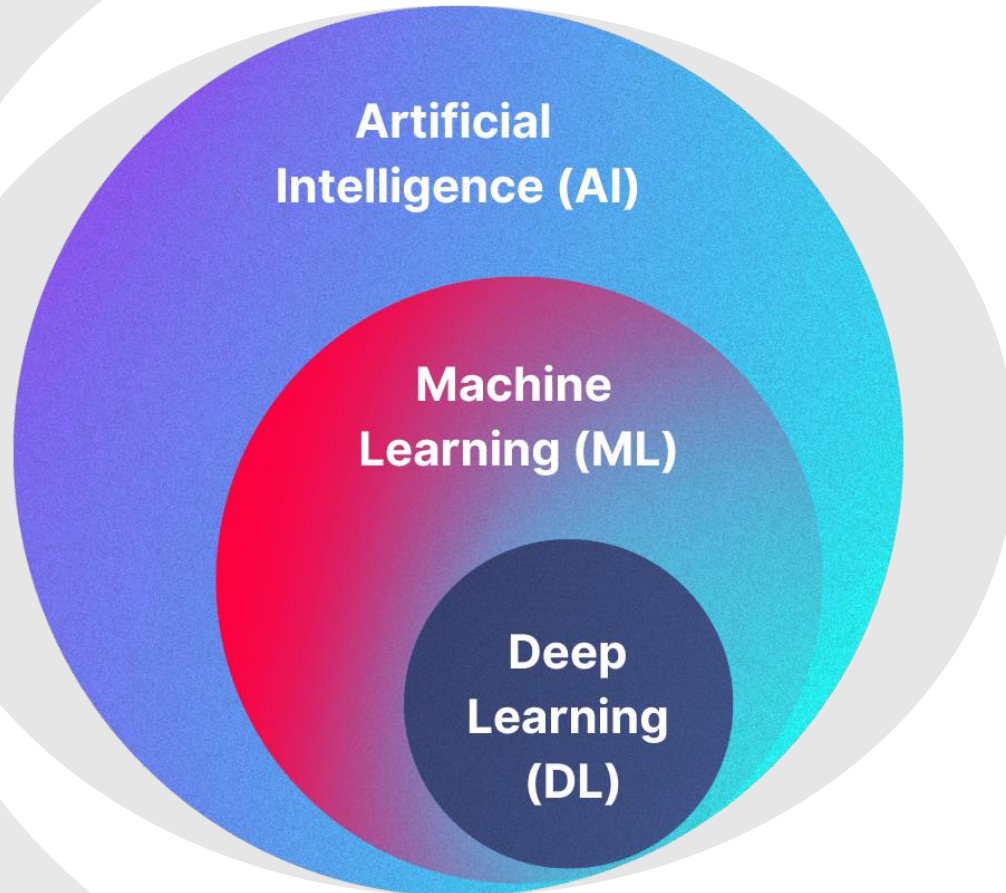 Artificial
Intelligence (AI)
Machine
Learning (ML)
Deep
Learning
(DL)